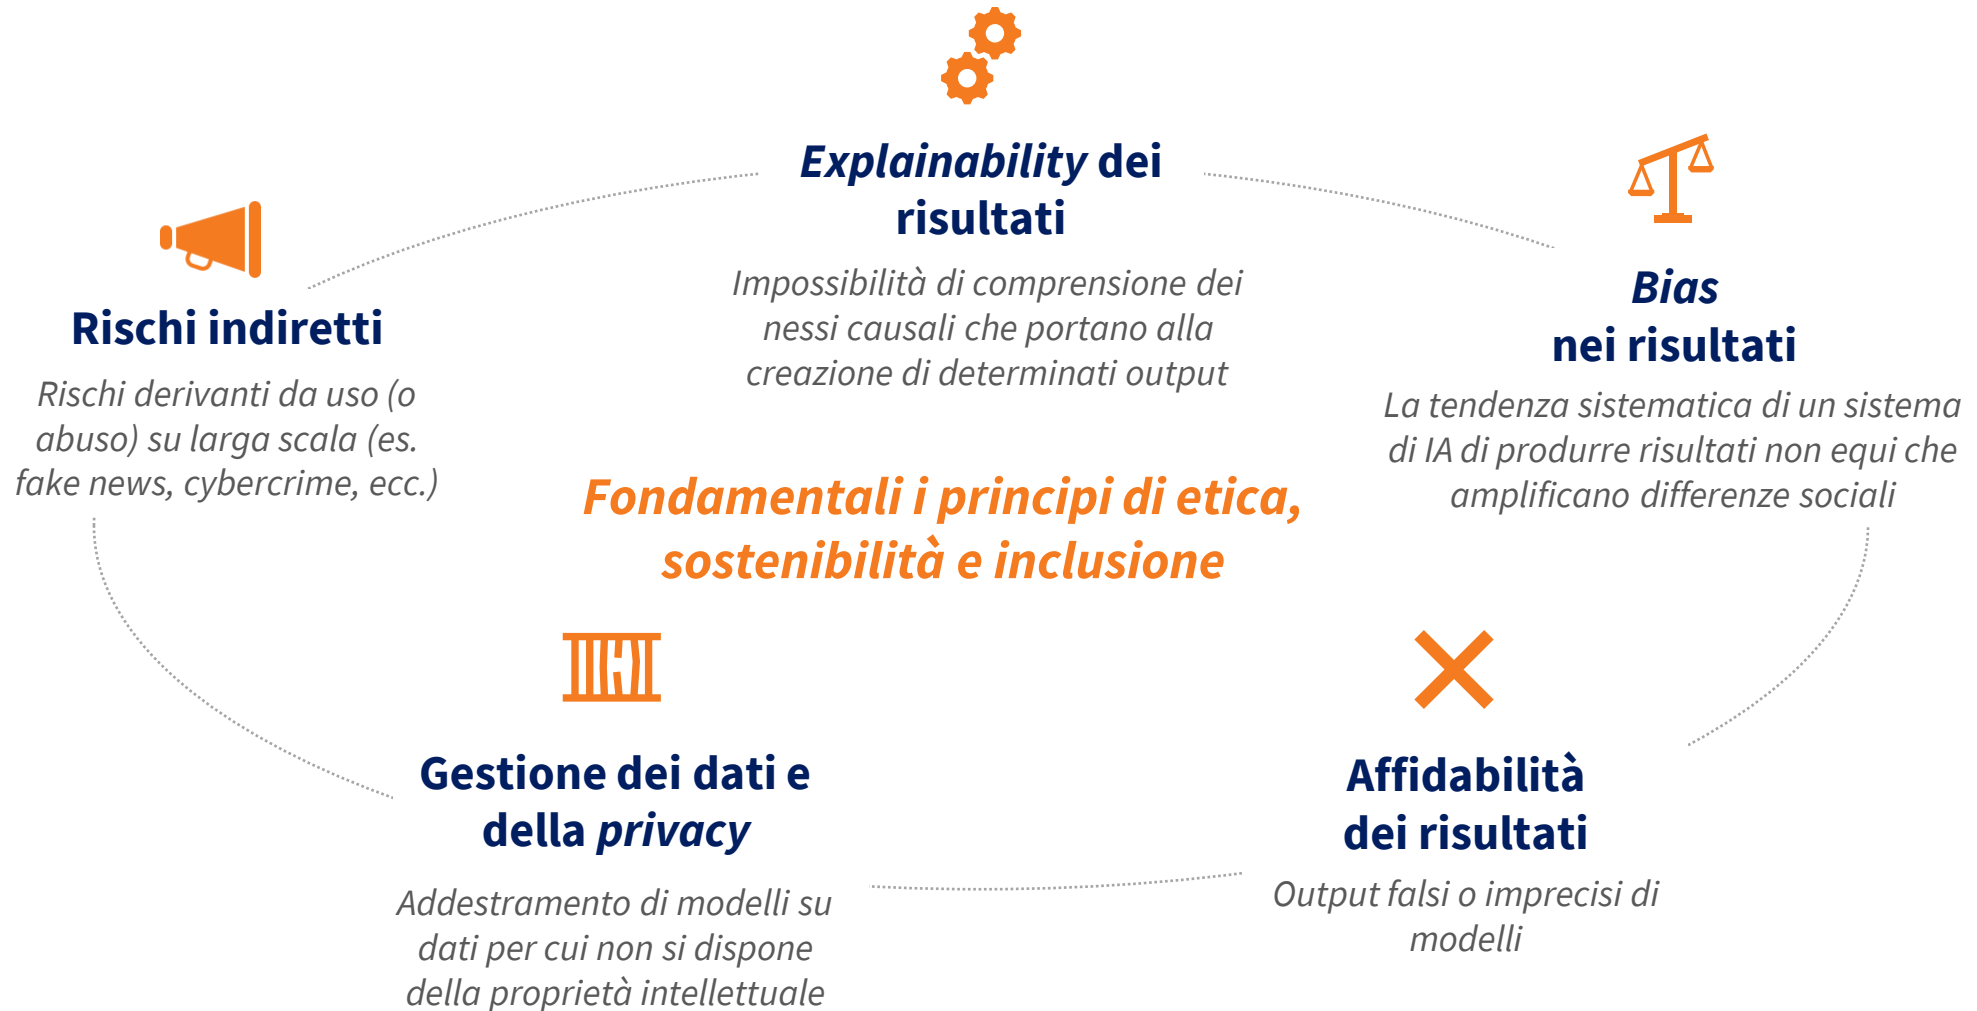 Explainability dei
risultati
Impossibilità di comprensione dei
nessi causali che portano alla
creazione di determinati output
Bias
nei risultati
La tendenza sistematica di un sistema
di IA di produrre risultati non equi che
amplificano differenze sociali
Rischi indiretti
Rischi derivanti da uso (o
abuso) su larga scala (es.
fake news, cybercrime, ecc.)
Fondamentali i principi di etica,
sostenibilità e inclusione
Gestione dei dati e
della privacy
Addestramento di modelli su
dati per cui non si dispone
della proprietà intellettuale
Affidabilità
dei risultati
Output falsi o imprecisi di
modelli